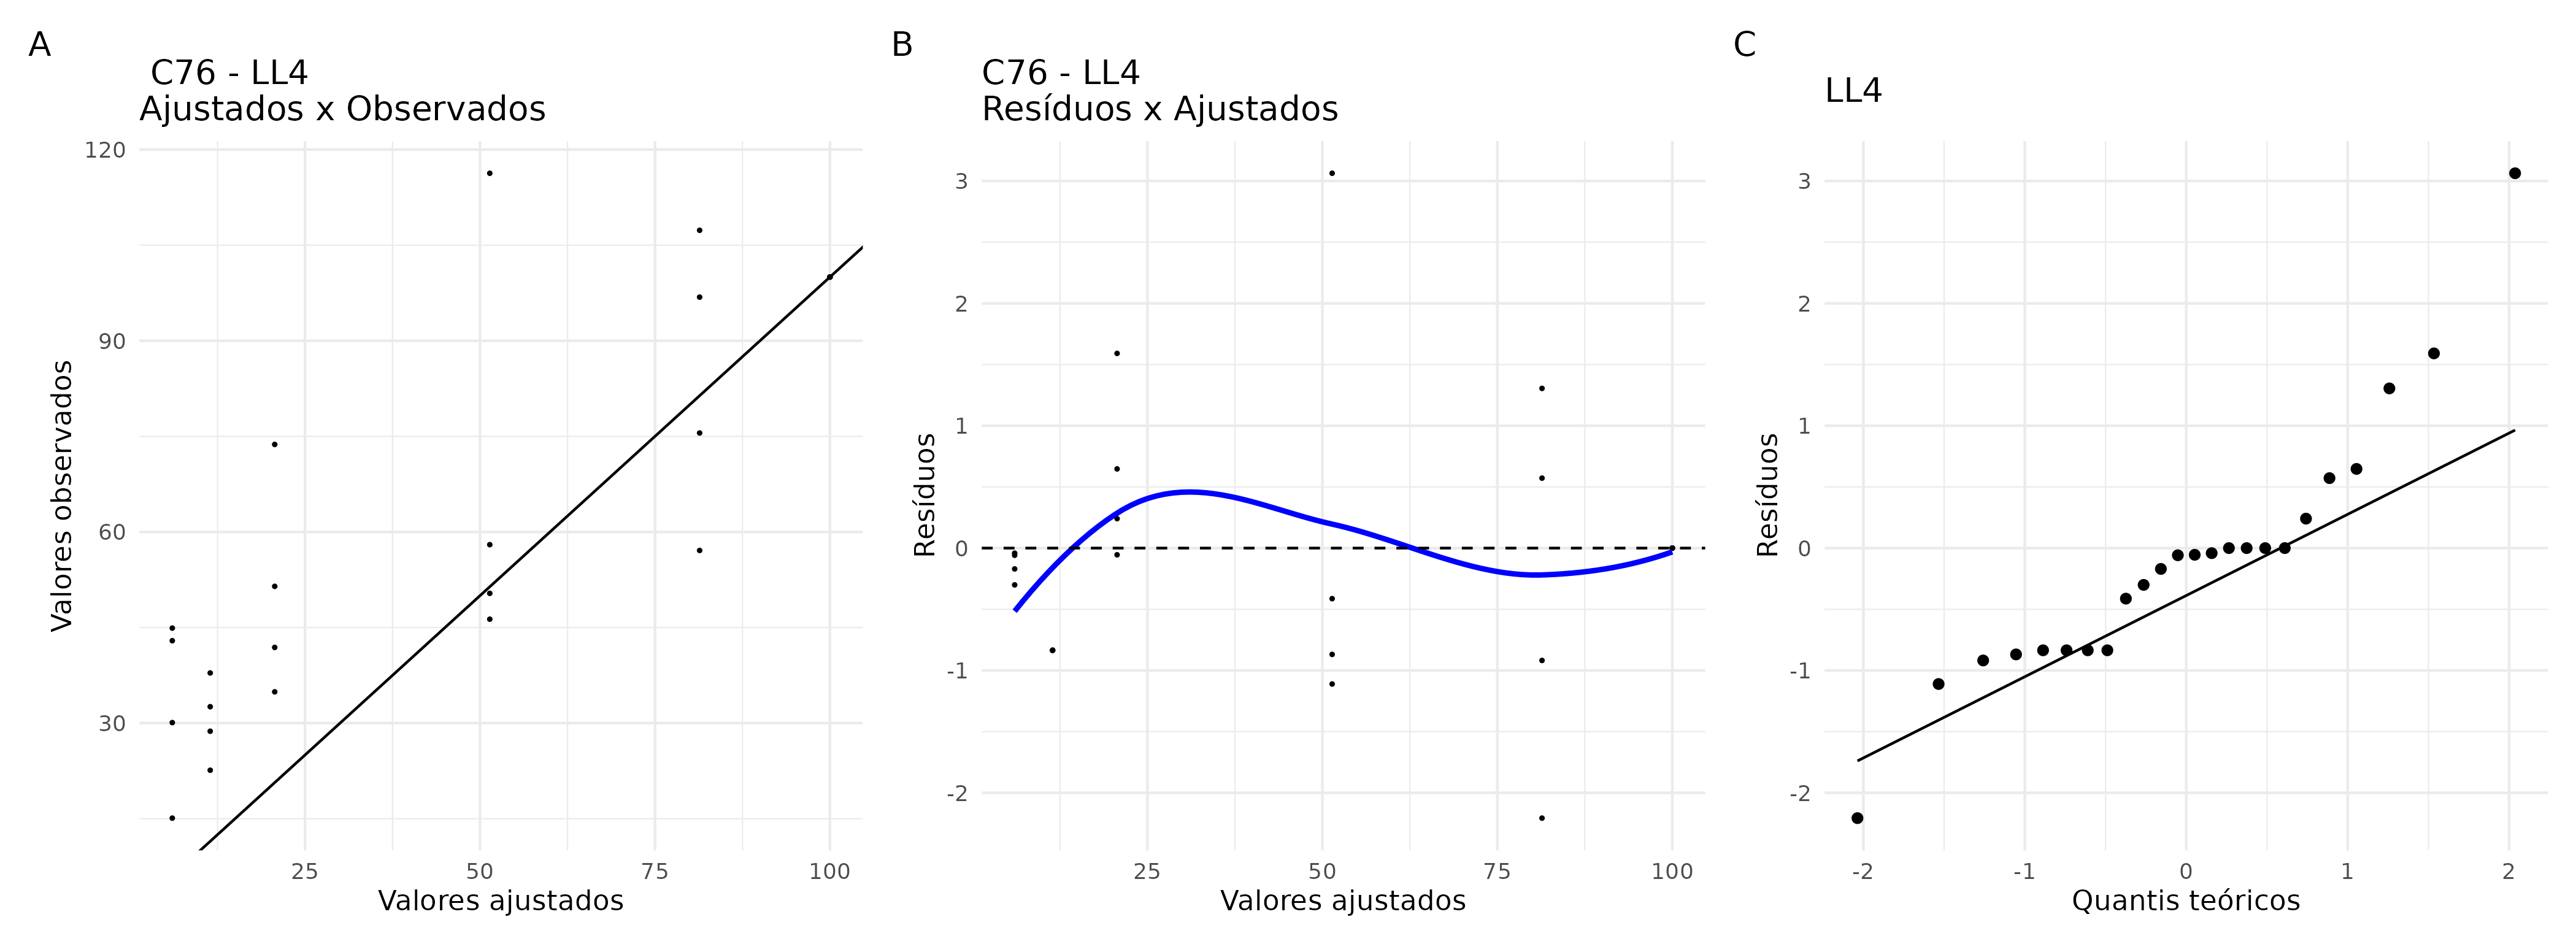 A
C76 - LL4
Ajustados x Observados
120
90
60
30
Valores observados
25
50
75
100
Valores ajustados
B
C76 - LL4
Resíduos x Ajustados
3
2
1
0
-1
-2
Resíduos
25
50
75
100
Valores ajustados
C
LL4
3
2
1
0
-1
-2
Resíduos
-2
-1
0
1
2
Quantis teóricos